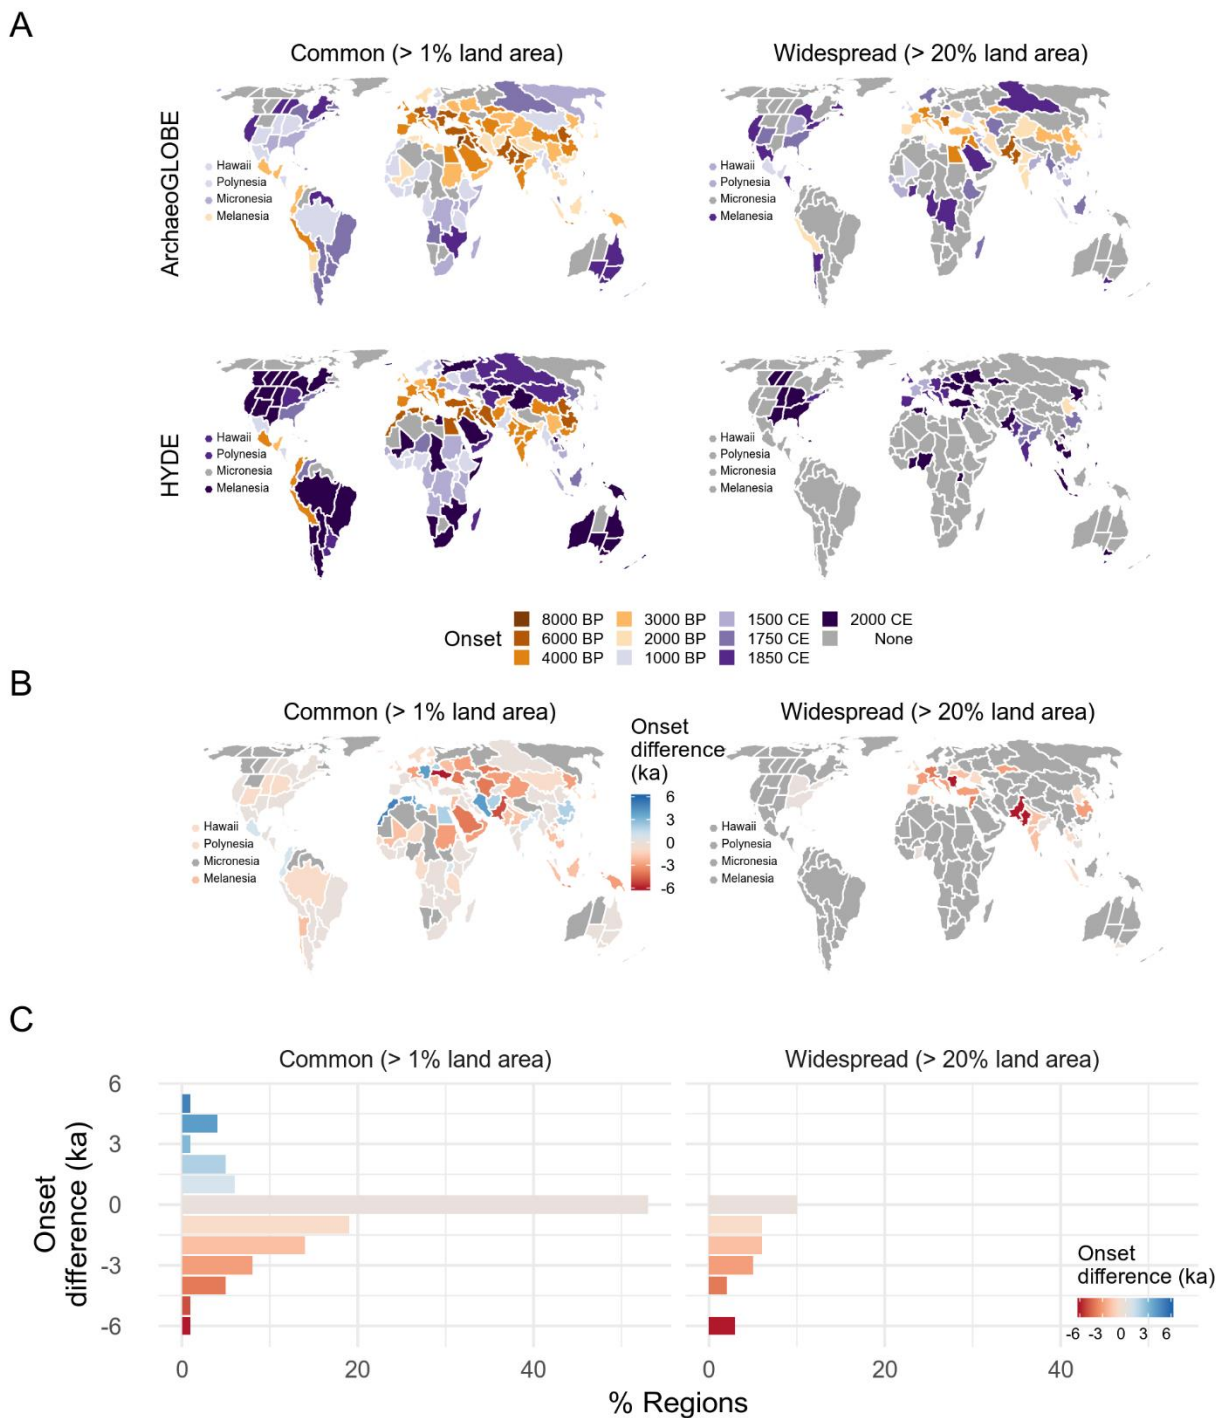 A
Common (> 1% land area)
Widespread (> 20% land area)
ArchaeoGLOBE
Hawaii
Polynesia
Micronesia
Melanesia
Hawaii
Polynesia
Micronesia
Melanesia
HYDE
Hawaii
Polynesia
Micronesia
Melanesia
Hawaii
Polynesia
Micronesia
Melanesia
Onset
8000 BP
3000 BP
1500 CE
2000 CE
6000 BP
2000 BP
1750 CE
None
4000 BP
1000 BP
1850 CE
B
Common (> 1% land area)
Onset
difference
(ka)
6
3
0
-3
-6
Widespread (> 20% land area)
Hawaii
Polynesia
Micronesia
Melanesia
Hawaii
Polynesia
Micronesia
Melanesia
C
Common (> 1% land area)
Widespread (> 20% land area)
Onset
difference (ka)
6
3
0
-3
-6
Onset
difference (ka)
-6 -3 0 3 6
0 20 40
0 20 40
% Regions